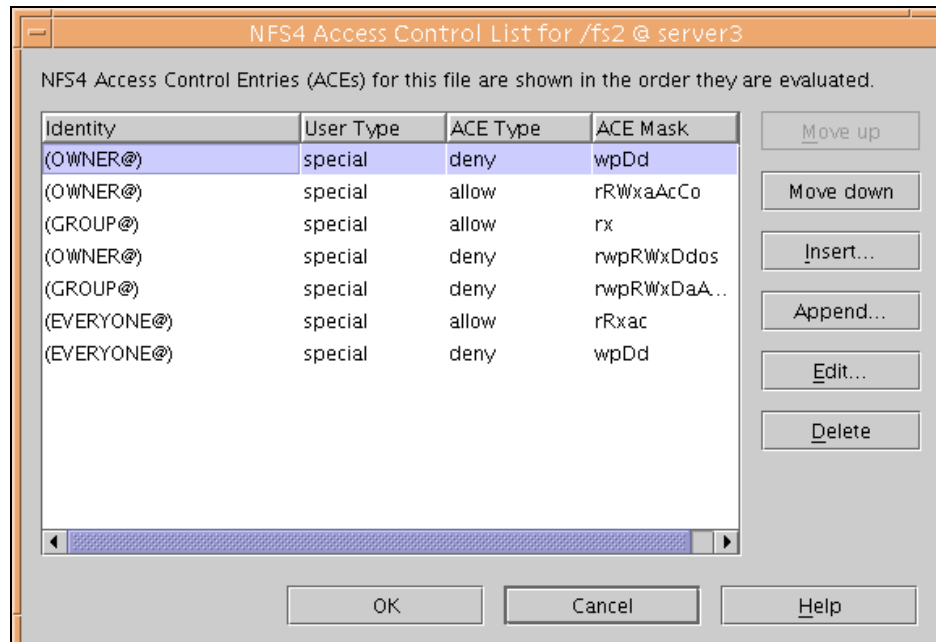 NFS4 Access Control List for /fs2 @ server3
NFS4 Access Control Entries (ACEs) for this file are shown in the order they are evaluated.
Identity User Type ACE Type ACE Mask
(OWNER@) special deny wpDd
(OWNER@) special allow rRWxaAcCo
(GROUP@) special allow rx
(OWNER@) special deny rwpRWxDdos
(GROUP@) special deny rwpRWxDaA...
(EVERYONE@) special allow rRxac
(EVERYONE@) special deny wpDd
Move up
Move down
Insert...
Append...
Edit...
Delete
OK Cancel Help